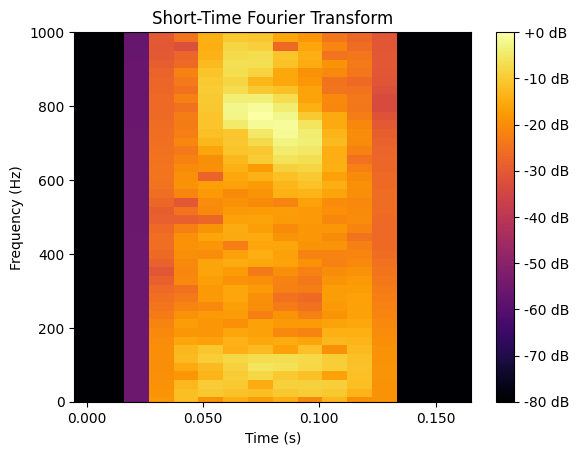 Short-Time Fourier Transform
1000
800
600
400
200
0
Frequency (Hz)
0.000
0.050
0.100
0.150
Time (s)
+0 dB
-10 dB
-20 dB
-30 dB
-40 dB
-50 dB
-60 dB
-70 dB
-80 dB